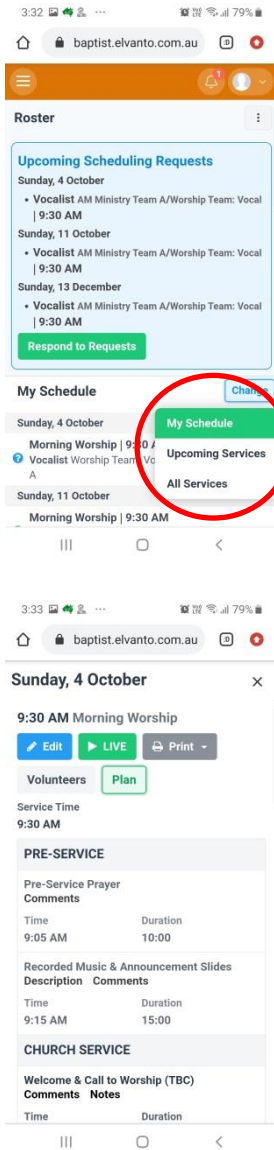 3:32 ...
79%
baptist.elvanto.com.au :D
1
Roster
Upcoming Scheduling Requests
Sunday, 4 October
• Vocalist AM Ministry Team A/Worship Team: Vocal
| 9:30 AM
Sunday, 11 October
• Vocalist AM Ministry Team A/Worship Team: Vocal
| 9:30 AM
Sunday, 13 December
• Vocalist AM Ministry Team A/Worship Team: Vocal
| 9:30 AM
Respond to Requests
My Schedule Change
Sunday, 4 October
My Schedule
Morning Worship | 9:30
Vocalist Worship Team
A
Upcoming Services
All Services
Sunday, 11 October
Morning Worship | 9:30 AM
3:33 ...
79%
baptist.elvanto.com.au :D
Sunday, 4 October ×
9:30 AM Morning Worship
Edit LIVE Print
Volunteers Plan
Service Time
9:30 AM
PRE-SERVICE
Pre-Service Prayer
Comments
Time Duration
9:05 AM 10:00
Recorded Music & Announcement Slides
Description Comments
Time Duration
9:15 AM 15:00
CHURCH SERVICE
Welcome & Call to Worship (TBC)
Comments Notes
Time Duration